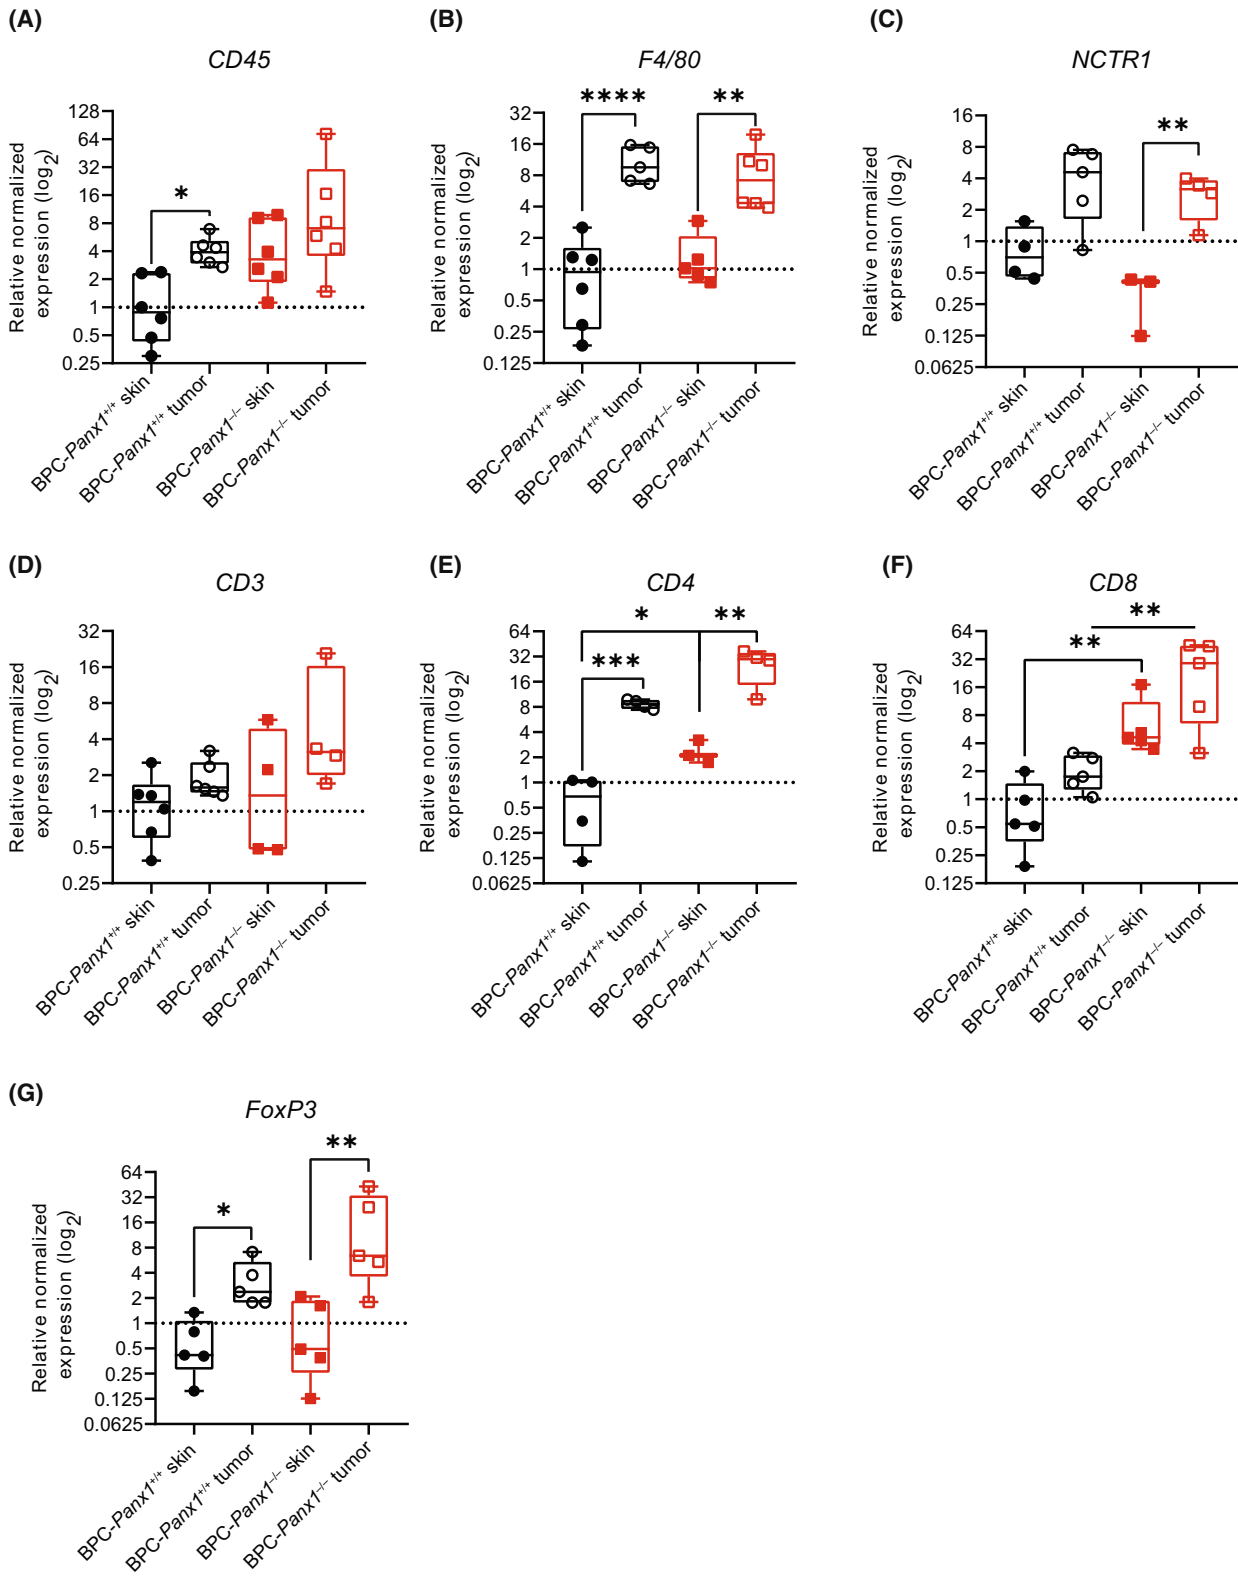 (A)
CD45
Relative normalized
expression (log2)
128
64
32
16
8
4
2
1
0.5
0.25
*
BPC-Panx1+/+ skin
BPC-Panx1+/+ tumor
BPC-Panx1–/– skin
BPC-Panx1–/– tumor
(B)
F4/80
Relative normalized
expression (log2)
32
16
8
4
2
1
0.5
0.25
0.125
****
**
BPC-Panx1+/+ skin
BPC-Panx1+/+ tumor
BPC-Panx1–/– skin
BPC-Panx1–/– tumor
(C)
NCTR1
Relative normalized
expression (log2)
16
8
4
2
1
0.5
0.25
0.125
0.0625
**
BPC-Panx1+/+ skin
BPC-Panx1+/+ tumor
BPC-Panx1–/– skin
BPC-Panx1–/– tumor
(D)
CD3
Relative normalized
expression (log2)
32
16
8
4
2
1
0.5
0.25
BPC-Panx1+/+ skin
BPC-Panx1+/+ tumor
BPC-Panx1–/– skin
BPC-Panx1–/– tumor
(E)
CD4
Relative normalized
expression (log2)
64
32
16
8
4
2
1
0.5
0.25
0.125
0.0625
*
**
***
BPC-Panx1+/+ skin
BPC-Panx1+/+ tumor
BPC-Panx1–/– skin
BPC-Panx1–/– tumor
(F)
CD8
Relative normalized
expression (log2)
64
32
16
8
4
2
1
0.5
0.25
0.125
**
**
BPC-Panx1+/+ skin
BPC-Panx1+/+ tumor
BPC-Panx1–/– skin
BPC-Panx1–/– tumor
(G)
FoxP3
Relative normalized
expression (log2)
64
32
16
8
4
2
1
0.5
0.25
0.125
0.0625
*
**
BPC-Panx1+/+ skin
BPC-Panx1+/+ tumor
BPC-Panx1–/– skin
BPC-Panx1–/– tumor